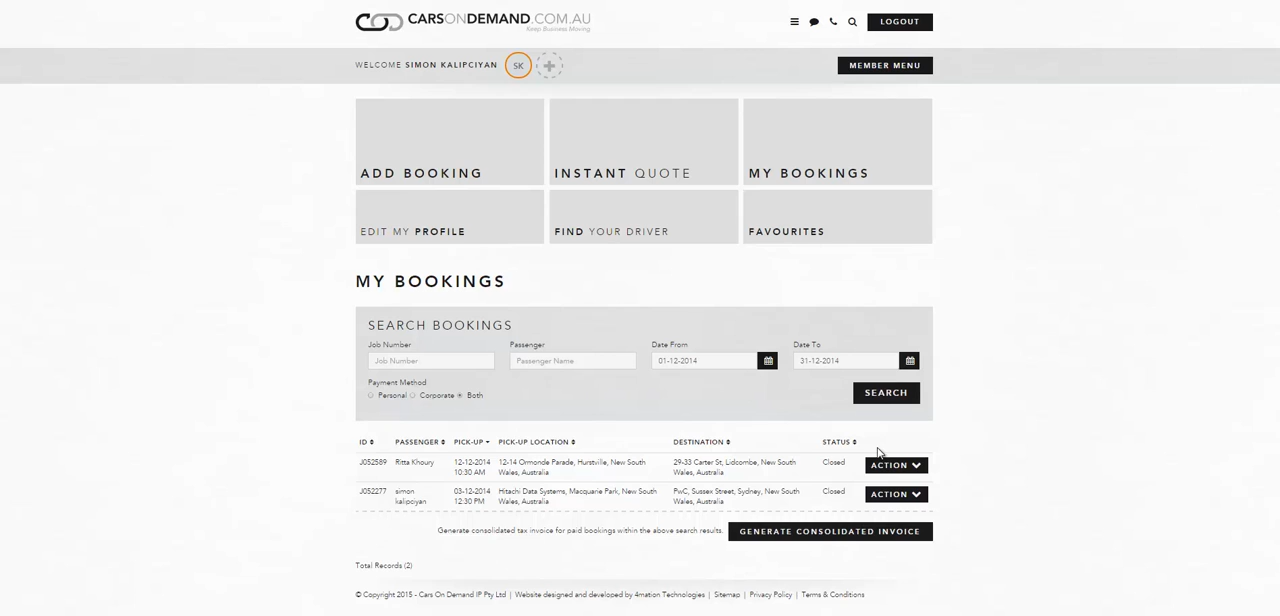 CARSONDEMAND.COM.AU
Keep Business Moving
LOGOUT
WELCOME SIMON KALIPCIYAN SK
MEMBER MENU
ADD BOOKING INSTANT QUOTE MY BOOKINGS
EDIT MY PROFILE FIND YOUR DRIVER FAVOURITES
MY BOOKINGS
SEARCH BOOKINGS
Job Number Passenger Date From Date To
Job Number Passenger Name 01-12-2014 31-12-2014
Payment Method
Personal Corporate Both
SEARCH
ID PASSENGER PICK-UP PICK-UP LOCATION DESTINATION STATUS
J052589 Ritta Khoury 12-12-2014 12-14 Ormonde Parade, Hurstville, New South 29-33 Carter St, Lidcombe, New South Closed ACTION
10:30 AM Wales, Australia Wales, Australia
J052277 simon 03-12-2014 Hitachi Data Systems, Macquarie Park, New South PwC, Sussex Street, Sydney, New South Closed ACTION
kalipciyan 12:30 PM Wales, Australia Wales, Australia
Generate consolidated tax invoice for paid bookings within the above search results. GENERATE CONSOLIDATED INVOICE
Total Records (2)
© Copyright 2015 - Cars On Demand IP Pty Ltd | Website designed and developed by 4mation Technologies | Sitemap | Privacy Policy | Terms & Conditions